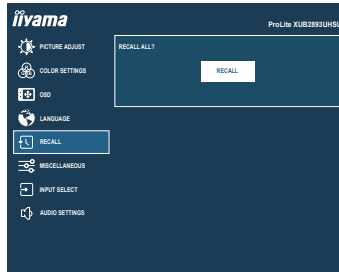 iiyama
ProLite XUB2893UHSU
PICTURE ADJUST
RECALL ALL?
RECALL
COLOR SETTINGS
OSD
LANGUAGE
RECALL
MISCELLANEOUS
INPUT SELECT
AUDIO SETTINGS